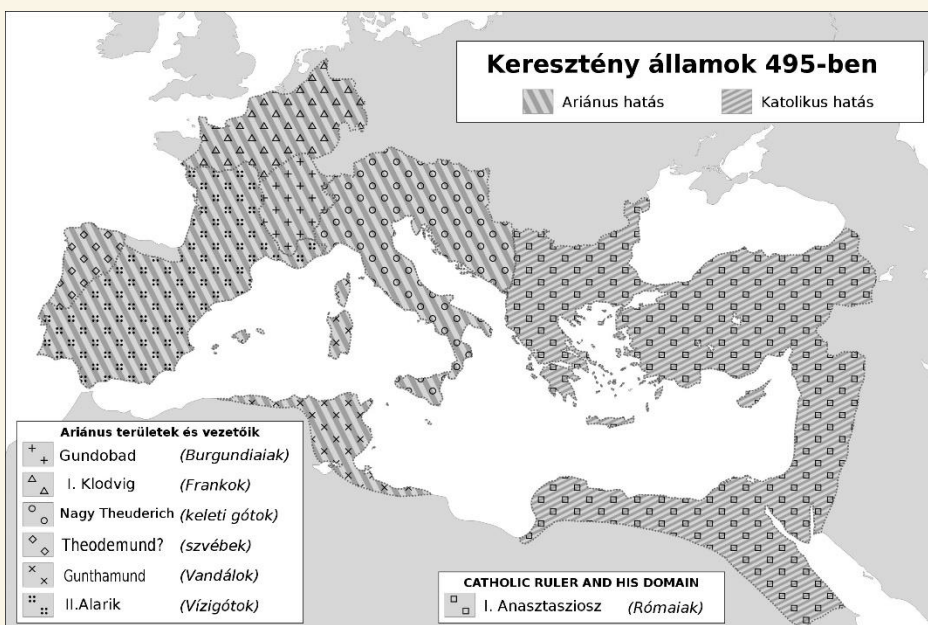 Keresztény államok 495-ben
Ariánus hatás
Katolikus hatás
Ariánus területek és vezetőik
Gundobad (Burgundiaiak)
I. Klodvig (Frankok)
Nagy Theuderich (keleti gótok)
Theodemund? (szvébek)
Gunthamund (Vandálok)
II.Alarik (Vízigótok)
CATHOLIC RULER AND HIS DOMAIN
I. Anasztasziosz (Rómaiak)